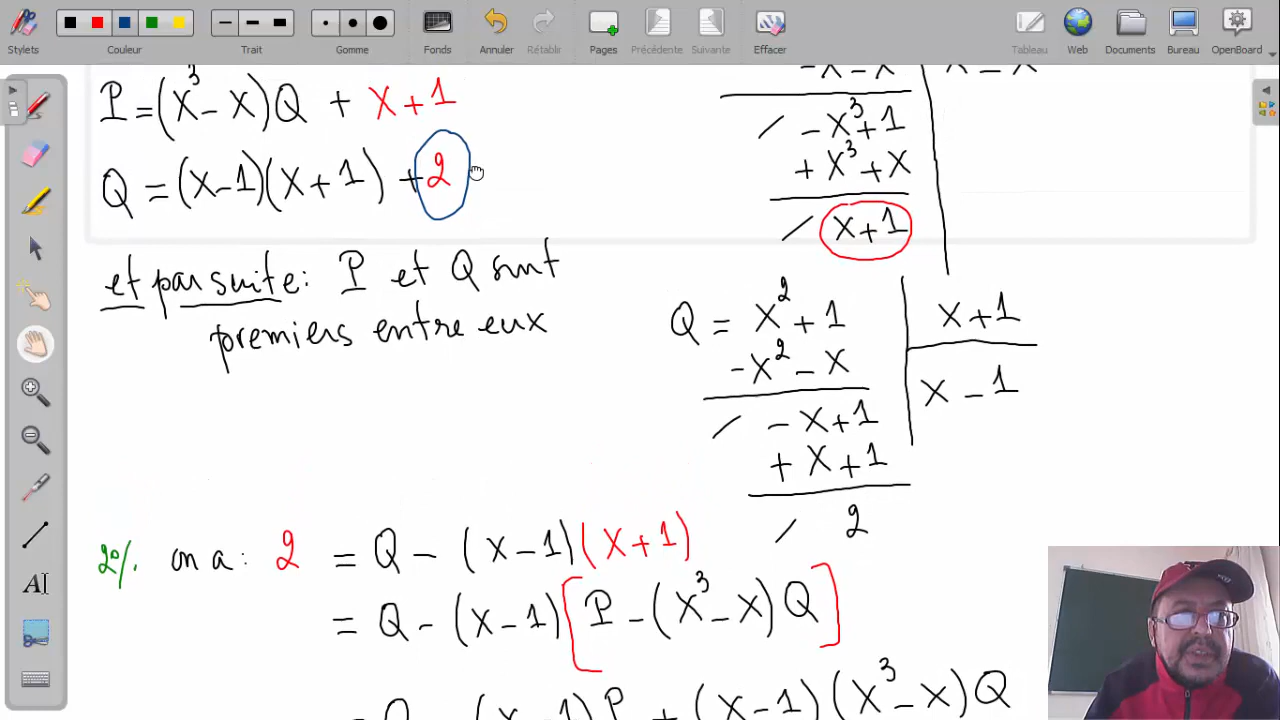 Stylets Couleur Trait Gomme Fonds Annuler Rétablir Pages Précédente Suivante Effacer Tableau Web Documents Bureau OpenBoard
P = (X³ - X)Q + X+1
Q = (X-1)(X+1) + 2
et par suite : P et Q sont
premiers entre eux
- X³ + 1
+ X³ + X
X+1
Q = X² + 1 | X+1
- X² - X | X - 1
- X + 1
+ X + 1
2
2°/. on a : 2 = Q - (X-1)(X+1)
= Q - (X-1)[P - (X³ - X)Q]
= Q - (X-1)P + (X-1)(X³ - X)Q